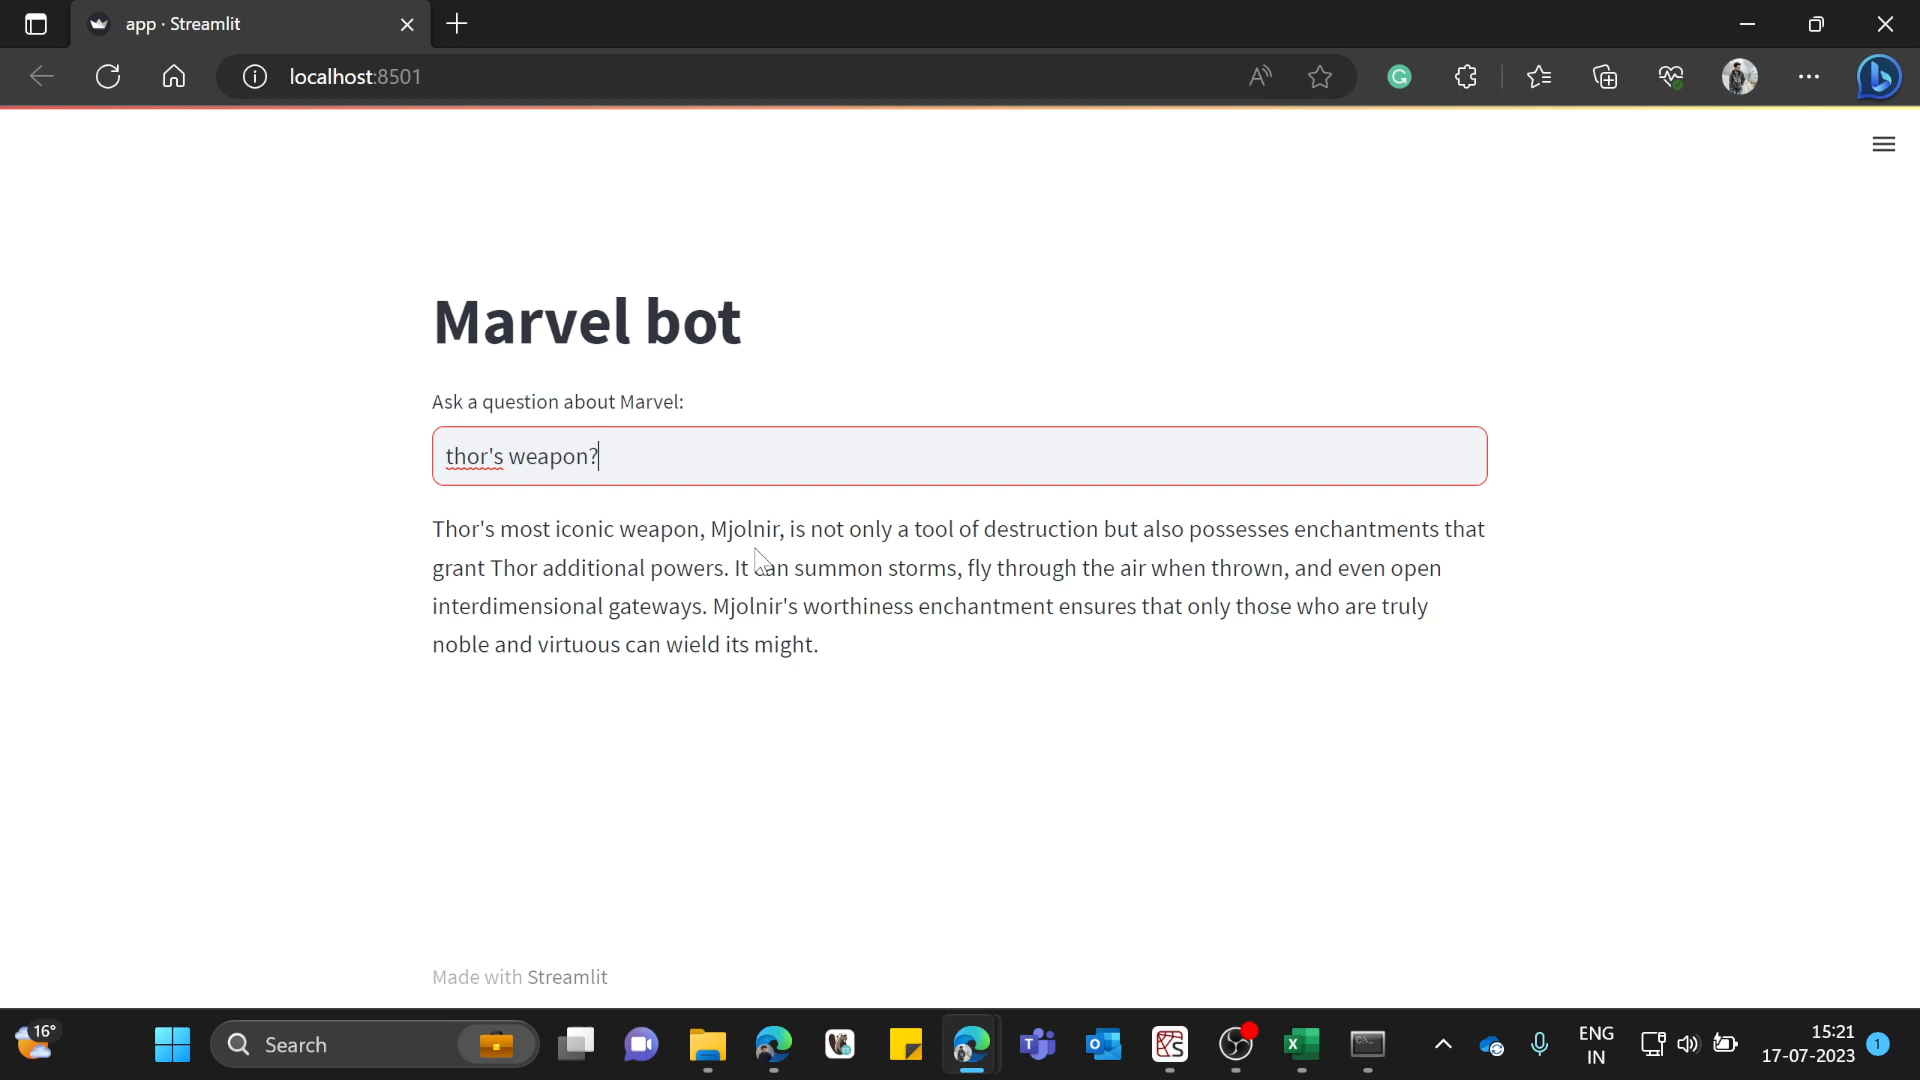 app · Streamlit
localhost:8501
Marvel bot
Ask a question about Marvel:
thor's weapon?
Thor's most iconic weapon, Mjolnir, is not only a tool of destruction but also possesses enchantments that
grant Thor additional powers. It can summon storms, fly through the air when thrown, and even open
interdimensional gateways. Mjolnir's worthiness enchantment ensures that only those who are truly
noble and virtuous can wield its might.
Made with Streamlit
16°
Search
ENG
IN
15:21
17-07-2023
1